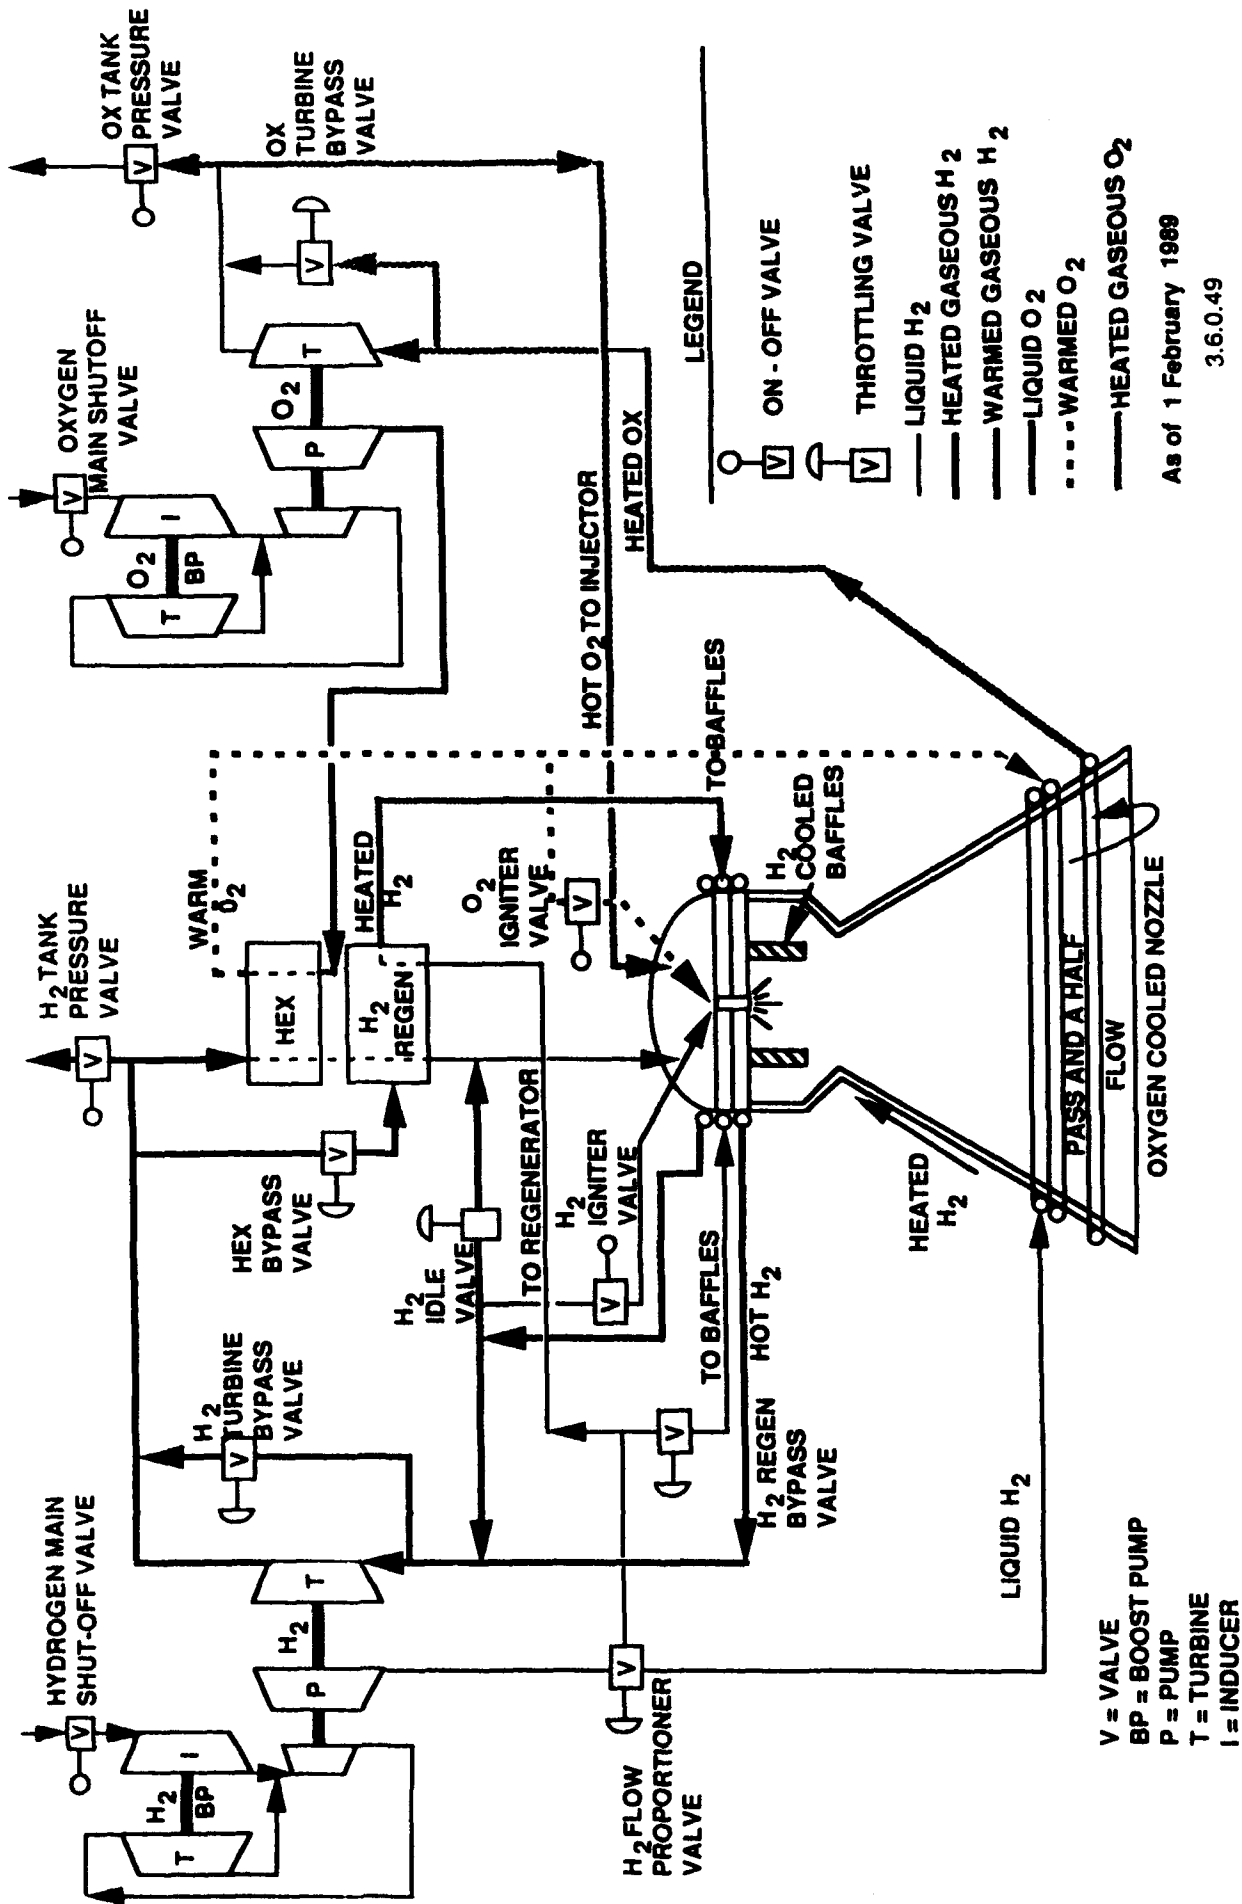 HYDROGEN MAIN
SHUT-OFF VALVE
V
I
H2
BP
T
P
H2
T
H2
TURBINE
BYPASS
VALVE
V
H2 TANK
PRESSURE
VALVE
V
HEX
BYPASS
VALVE
V
HEX
WARM
O2
H2
REGEN
HEATED
H2
OXYGEN
MAIN SHUTOFF
VALVE
V
I
O2
BP
T
P
O2
T
OX TANK
PRESSURE
VALVE
V
OX
TURBINE
BYPASS
VALVE
V
H2 FLOW
PROPORTIONER
VALVE
V
H2
IDLE
VALVE
TO REGENERATOR
H2
IGNITER
VALVE
V
O2
IGNITER
VALVE
V
HOT O2 TO INJECTOR
HEATED OX
V
H2 REGEN
BYPASS
VALVE
TO BAFFLES
HOT H2
TO BAFFLES
H2
COOLED
BAFFLES
LIQUID H2
HEATED
H2
PASS AND A HALF
FLOW
OXYGEN COOLED NOZZLE
V = VALVE
BP = BOOST PUMP
P = PUMP
T = TURBINE
I = INDUCER
LEGEND
V ON - OFF VALVE
V THROTTLING VALVE
LIQUID H2
HEATED GASEOUS H2
WARMED GASEOUS H2
LIQUID O2
WARMED O2
HEATED GASEOUS O2
As of 1 February 1989
3.6.0.49